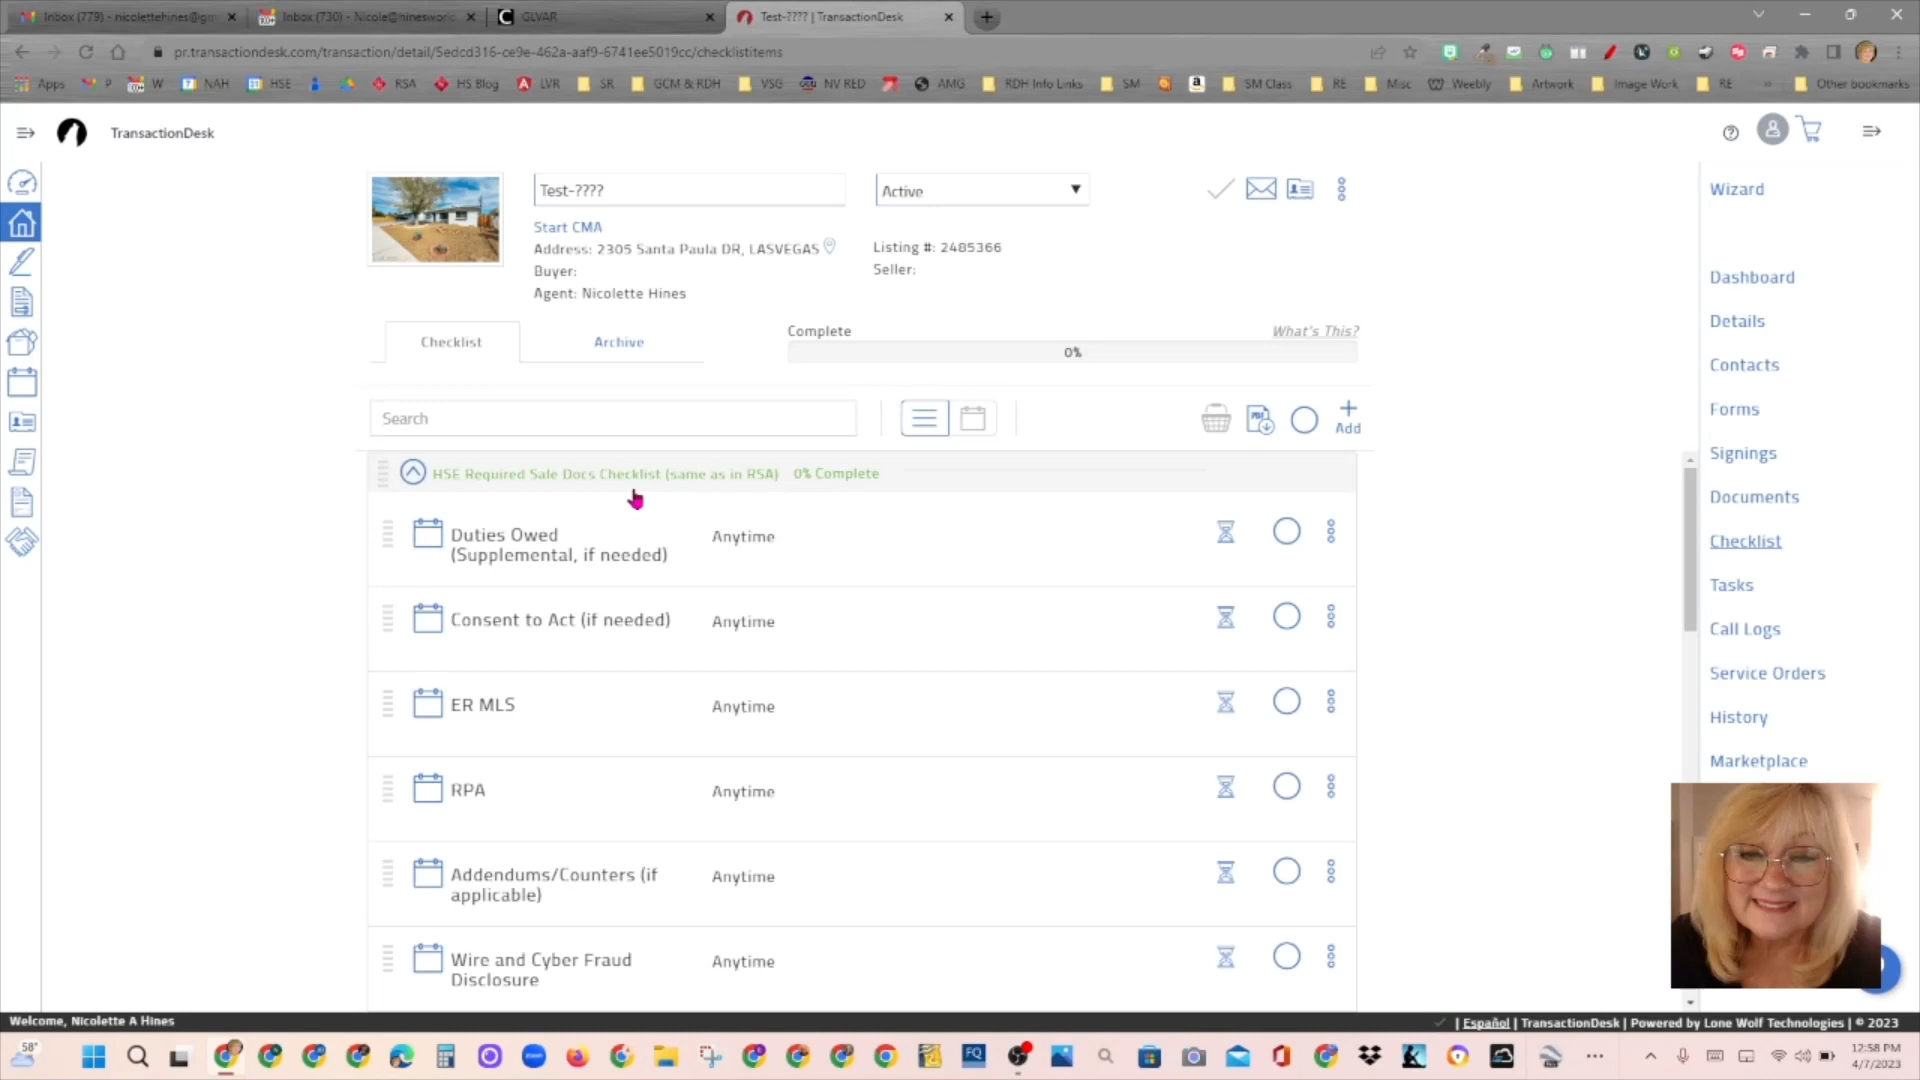 Inbox (779) - nicolettehines@gm
Inbox (730) - Nicole@hinesworld
GLVAR
Test-???? | TransactionDesk
pr.transactiondesk.com/transaction/detail/5edcd316-ce9e-462a-aaf9-6741ee5019cc/checklistitems
Apps P W NAH HSE RSA HS Blog LVR SR GCM & RDH VSG NV RED AMG RDH Info Links SM SM Class RE Misc Weebly Artwork Image Work RE » Other bookmarks
TransactionDesk
Test-????
Active
Start CMA
Address: 2305 Santa Paula DR, LASVEGAS
Listing #: 2485366
Buyer:
Seller:
Agent: Nicolette Hines
Checklist
Archive
Complete
What's This?
0%
Search
PDF
Add
HSE Required Sale Docs Checklist (same as in RSA) 0% Complete
Duties Owed
(Supplemental, if needed)
Anytime
Consent to Act (if needed)
Anytime
ER MLS
Anytime
RPA
Anytime
Addendums/Counters (if
applicable)
Anytime
Wire and Cyber Fraud
Disclosure
Anytime
Wizard
Dashboard
Details
Contacts
Forms
Signings
Documents
Checklist
Tasks
Call Logs
Service Orders
History
Marketplace
Welcome, Nicolette A Hines
| Español | TransactionDesk | Powered by Lone Wolf Technologies | © 2023
58°
FQ
12:58 PM
4/7/2023